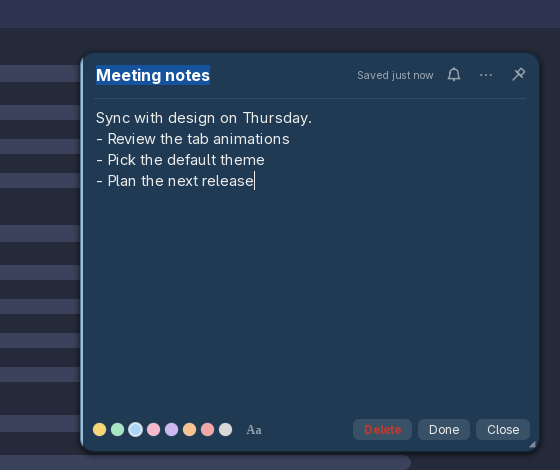 Meeting notes
Saved just now
Sync with design on Thursday.
- Review the tab animations
- Pick the default theme
- Plan the next release
Aa
Delete
Done
Close